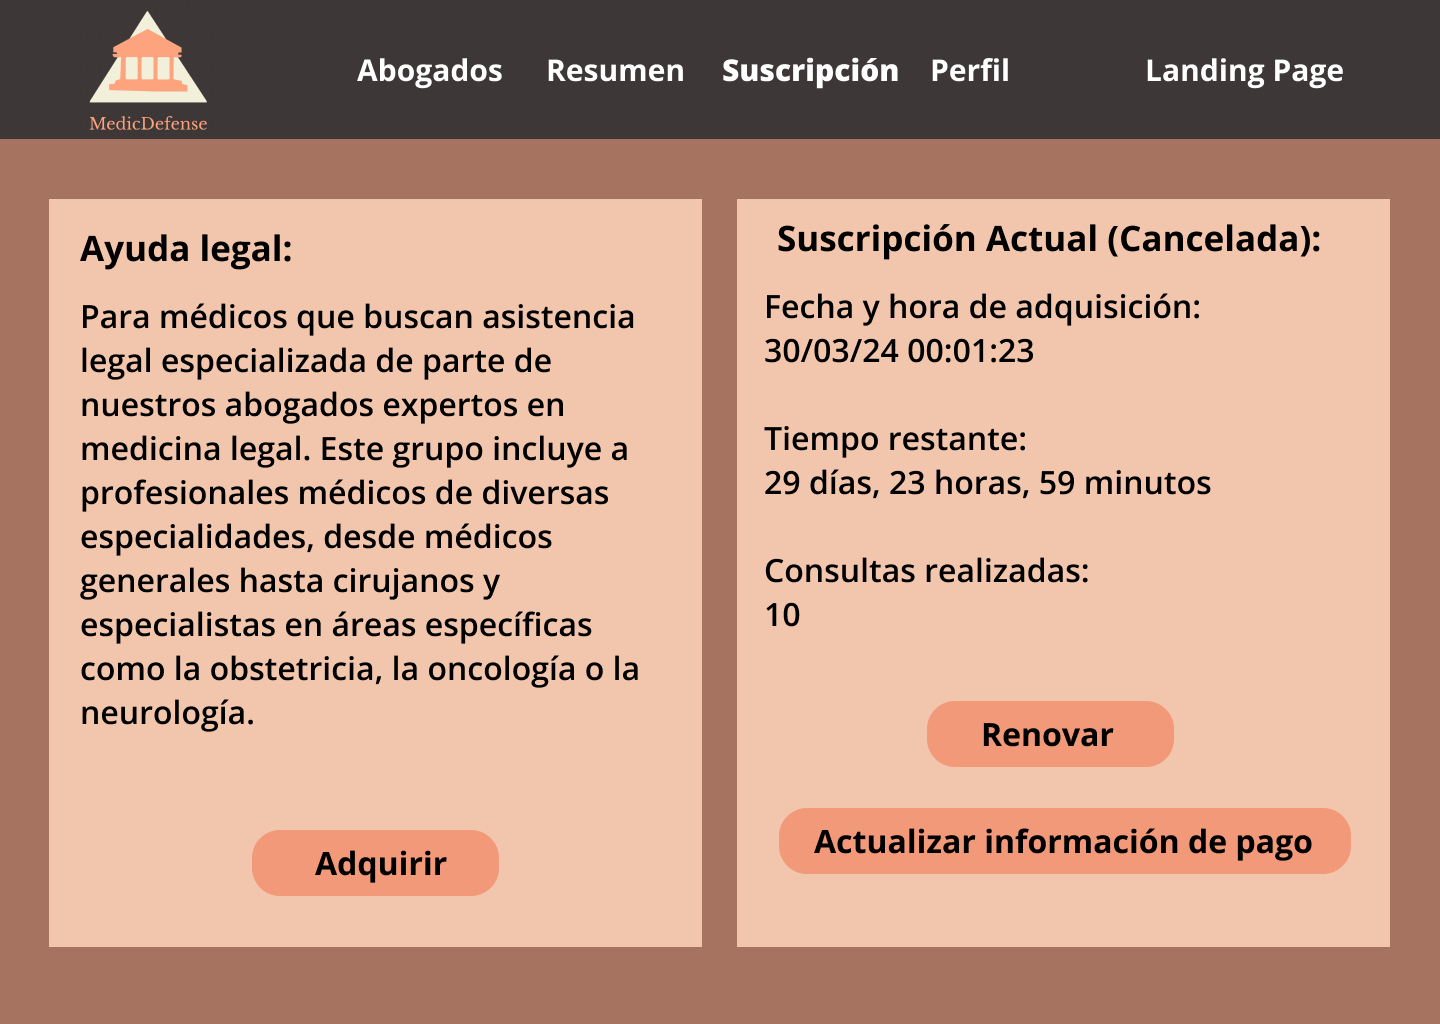 MedicDefense
Abogados
Resumen
Suscripción
Perfil
Landing Page
Ayuda legal:
Para médicos que buscan asistencia
legal especializada de parte de
nuestros abogados expertos en
medicina legal. Este grupo incluye a
profesionales médicos de diversas
especialidades, desde médicos
generales hasta cirujanos y
especialistas en áreas específicas
como la obstetricia, la oncología o la
neurología.
Adquirir
Suscripción Actual (Cancelada):
Fecha y hora de adquisición:
30/03/24 00:01:23
Tiempo restante:
29 días, 23 horas, 59 minutos
Consultas realizadas:
10
Renovar
Actualizar información de pago